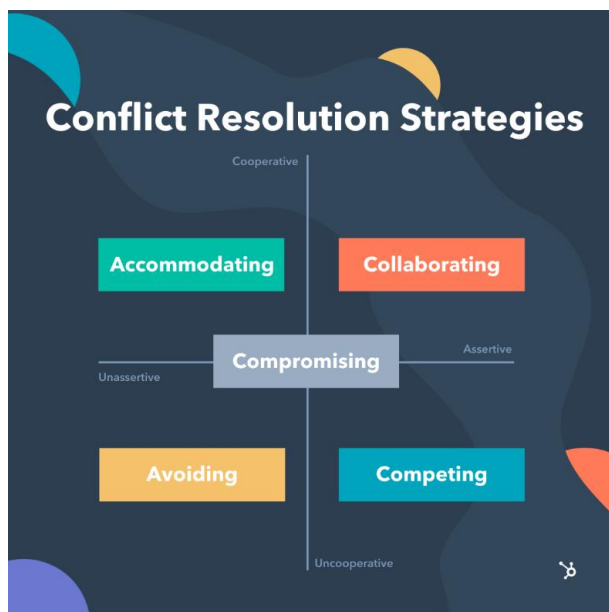 Conflict Resolution Strategies
Cooperative
Accommodating
Collaborating
Compromising
Assertive
Unassertive
Avoiding
Competing
Uncooperative